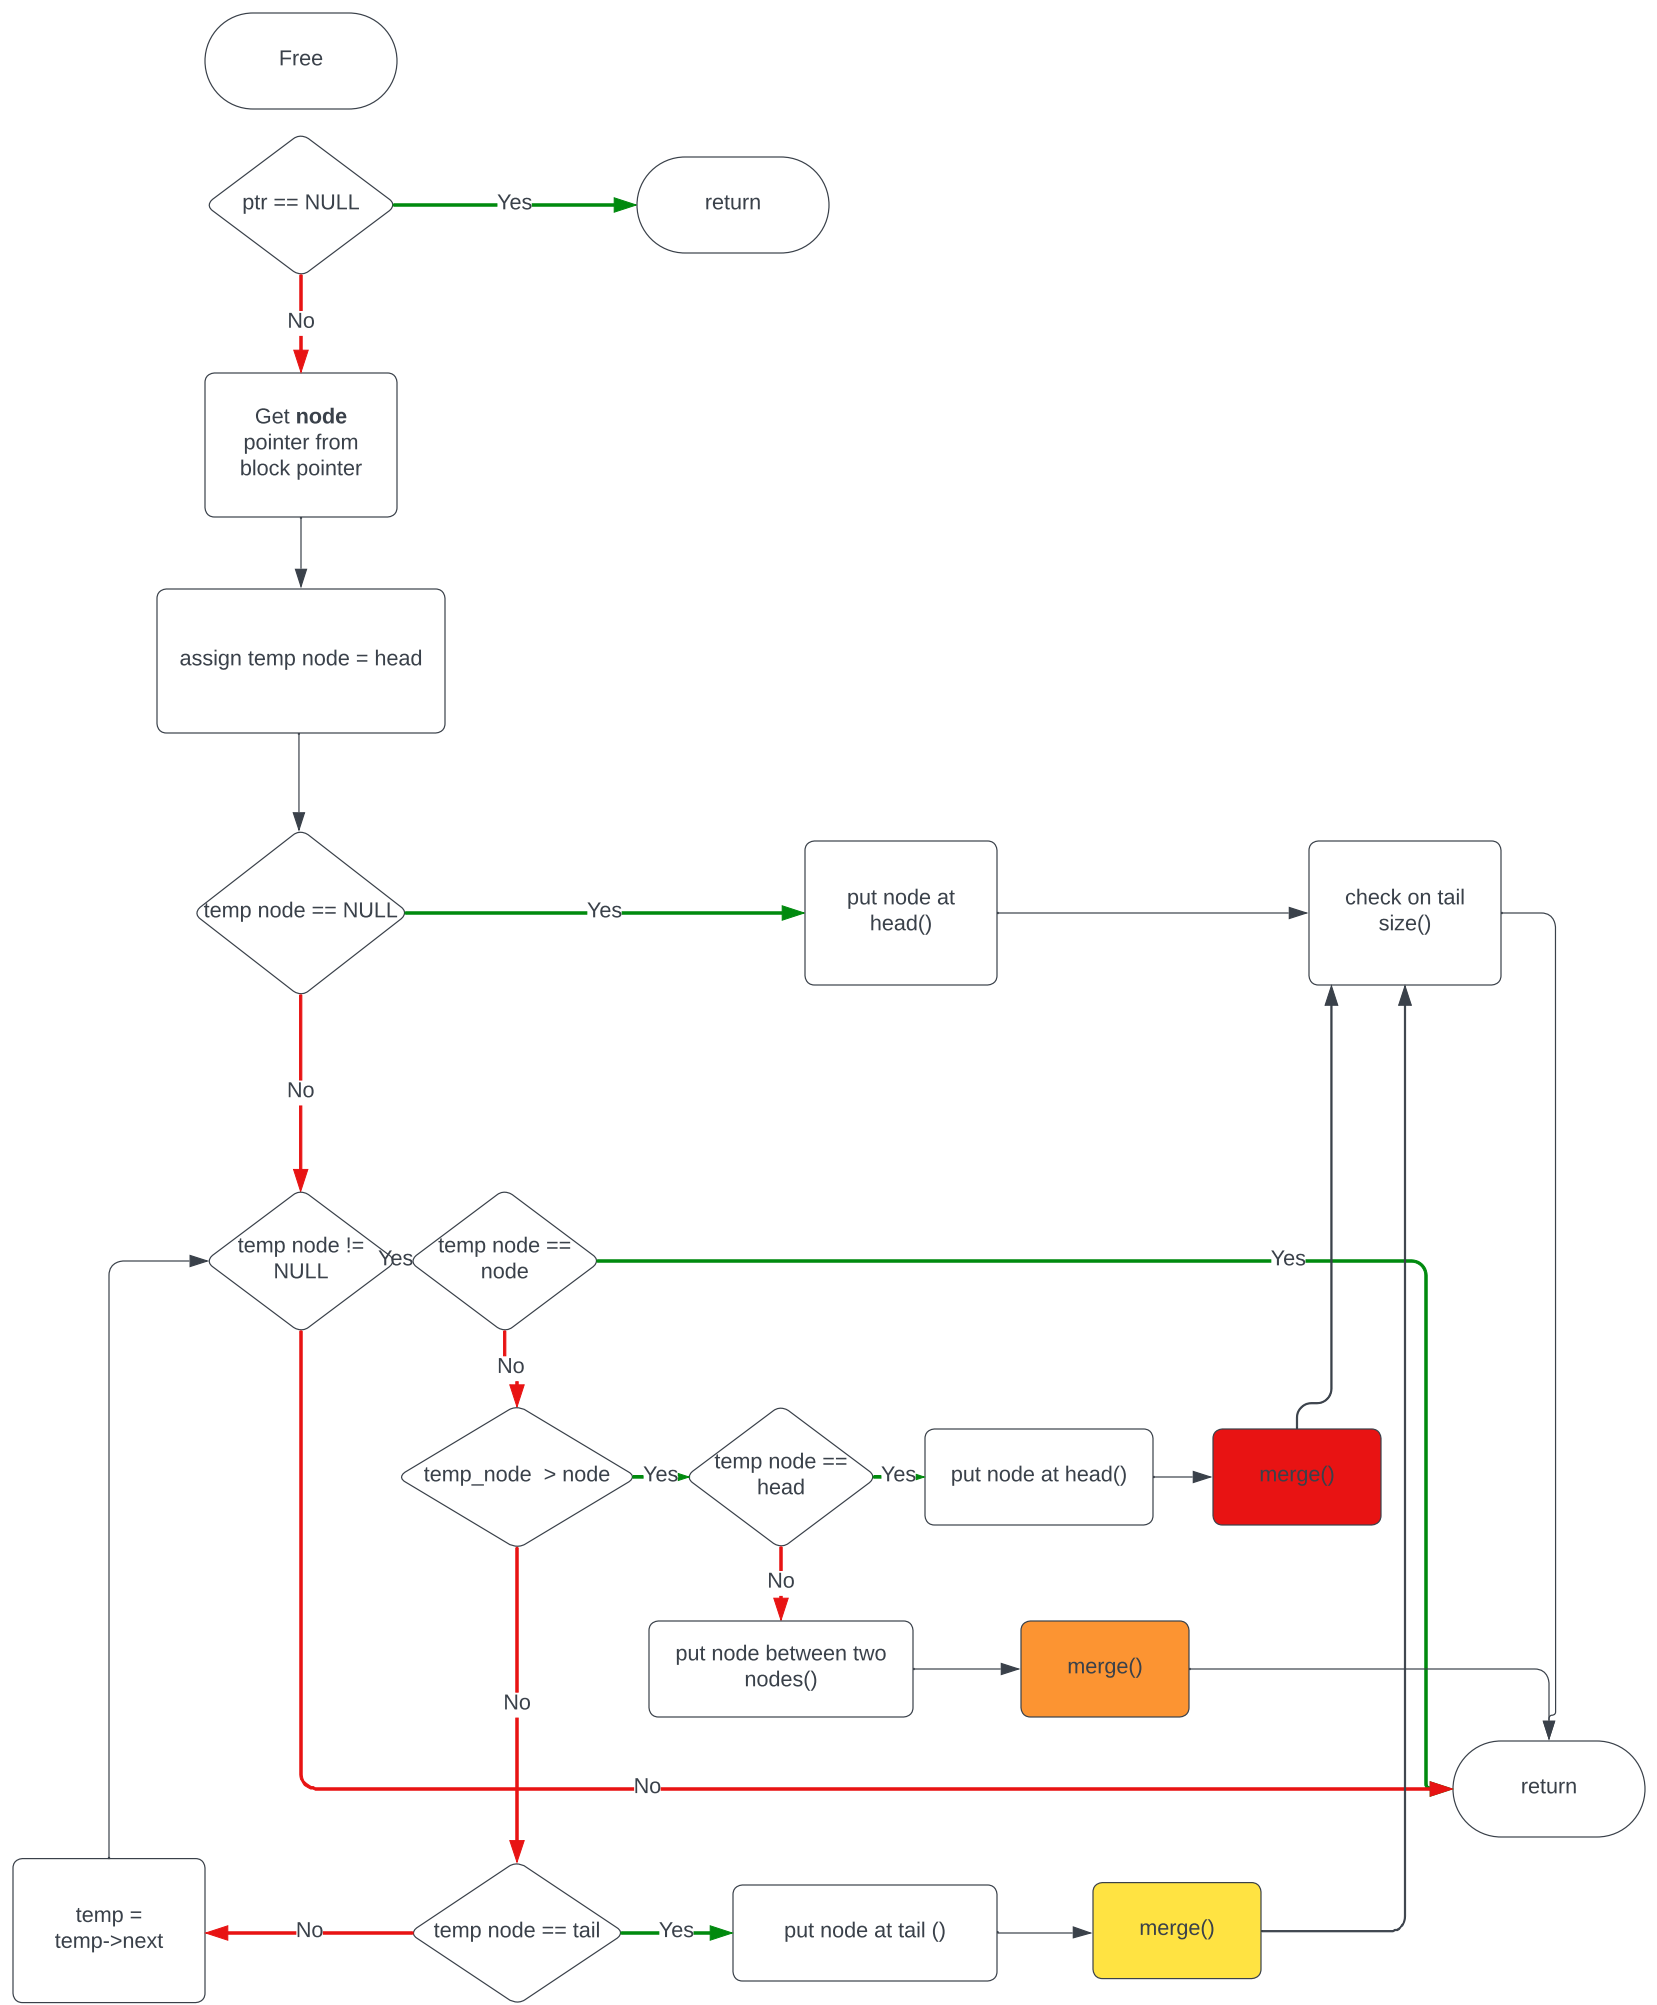 Free
ptr == NULL
Yes
return
No
Get node
pointer from
block pointer
assign temp node = head
temp node == NULL
Yes
put node at
head()
check on tail
size()
No
temp node !=
NULL
Yes
temp node ==
node
Yes
No
temp_node  > node
Yes
temp node ==
head
Yes
put node at head()
merge()
No
put node between two
nodes()
merge()
No
No
return
temp =
temp->next
No
temp node == tail
Yes
put node at tail ()
merge()